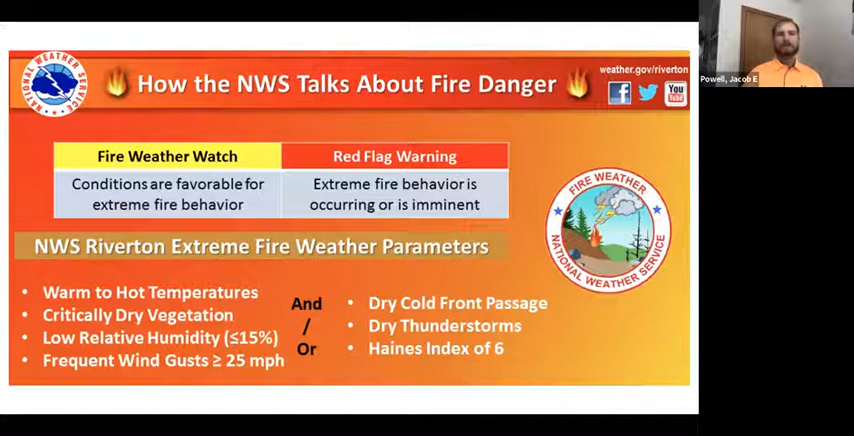 NATIONAL WEATHER SERVICE
How the NWS Talks About Fire Danger
weather.gov/riverton
f
You
Tube
Powell, Jacob E
Fire Weather Watch
Red Flag Warning
Conditions are favorable for
extreme fire behavior
Extreme fire behavior is
occurring or is imminent
FIRE WEATHER
NATIONAL WEATHER SERVICE
NWS Riverton Extreme Fire Weather Parameters
• Warm to Hot Temperatures
• Critically Dry Vegetation
• Low Relative Humidity (≤15%)
• Frequent Wind Gusts ≥ 25 mph
And
/
Or
• Dry Cold Front Passage
• Dry Thunderstorms
• Haines Index of 6